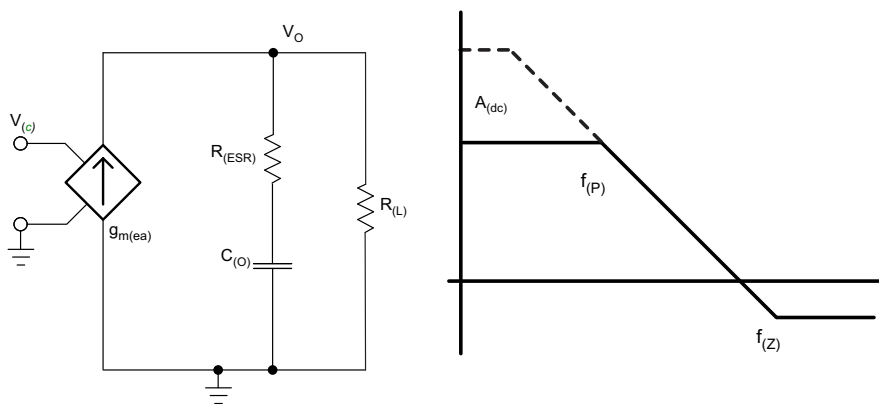 V_O
V_(c)
R_(ESR)
R_(L)
g_m(ea)
C_(O)
A_(dc)
f_(P)
f_(Z)